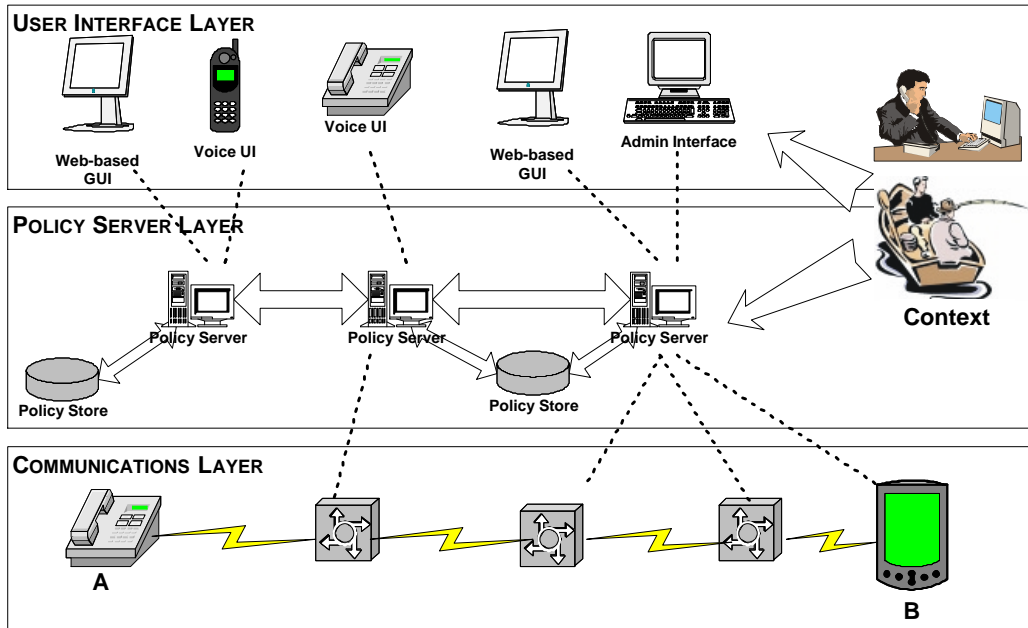 USER INTERFACE LAYER
Web-based
GUI
Voice UI
Voice UI
Web-based
GUI
Admin Interface
Context
POLICY SERVER LAYER
Policy Server
Policy Server
Policy Server
Policy Store
Policy Store
COMMUNICATIONS LAYER
A
B